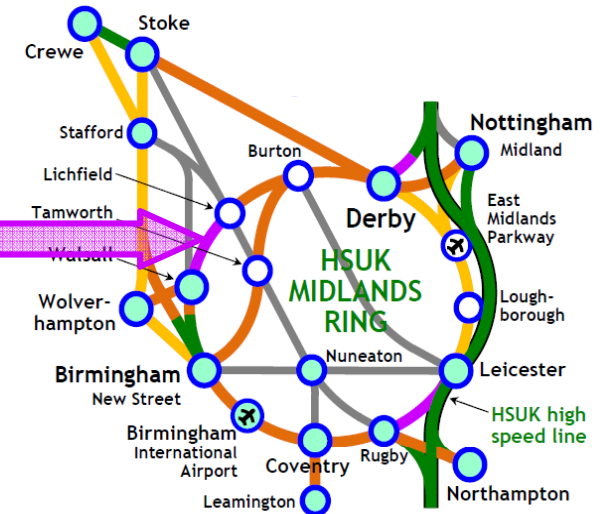 Stoke
Crewe
Stafford
Lichfield
Tamworth
Walsall
Wolver-
hampton
Birmingham
New Street
Birmingham
International
Airport
Coventry
Leamington
Nuneaton
Rugby
Northampton
HSUK high
speed line
Leicester
Lough-
borough
East
Midlands
Parkway
Nottingham
Midland
Derby
Burton
HSUK
MIDLANDS
RING